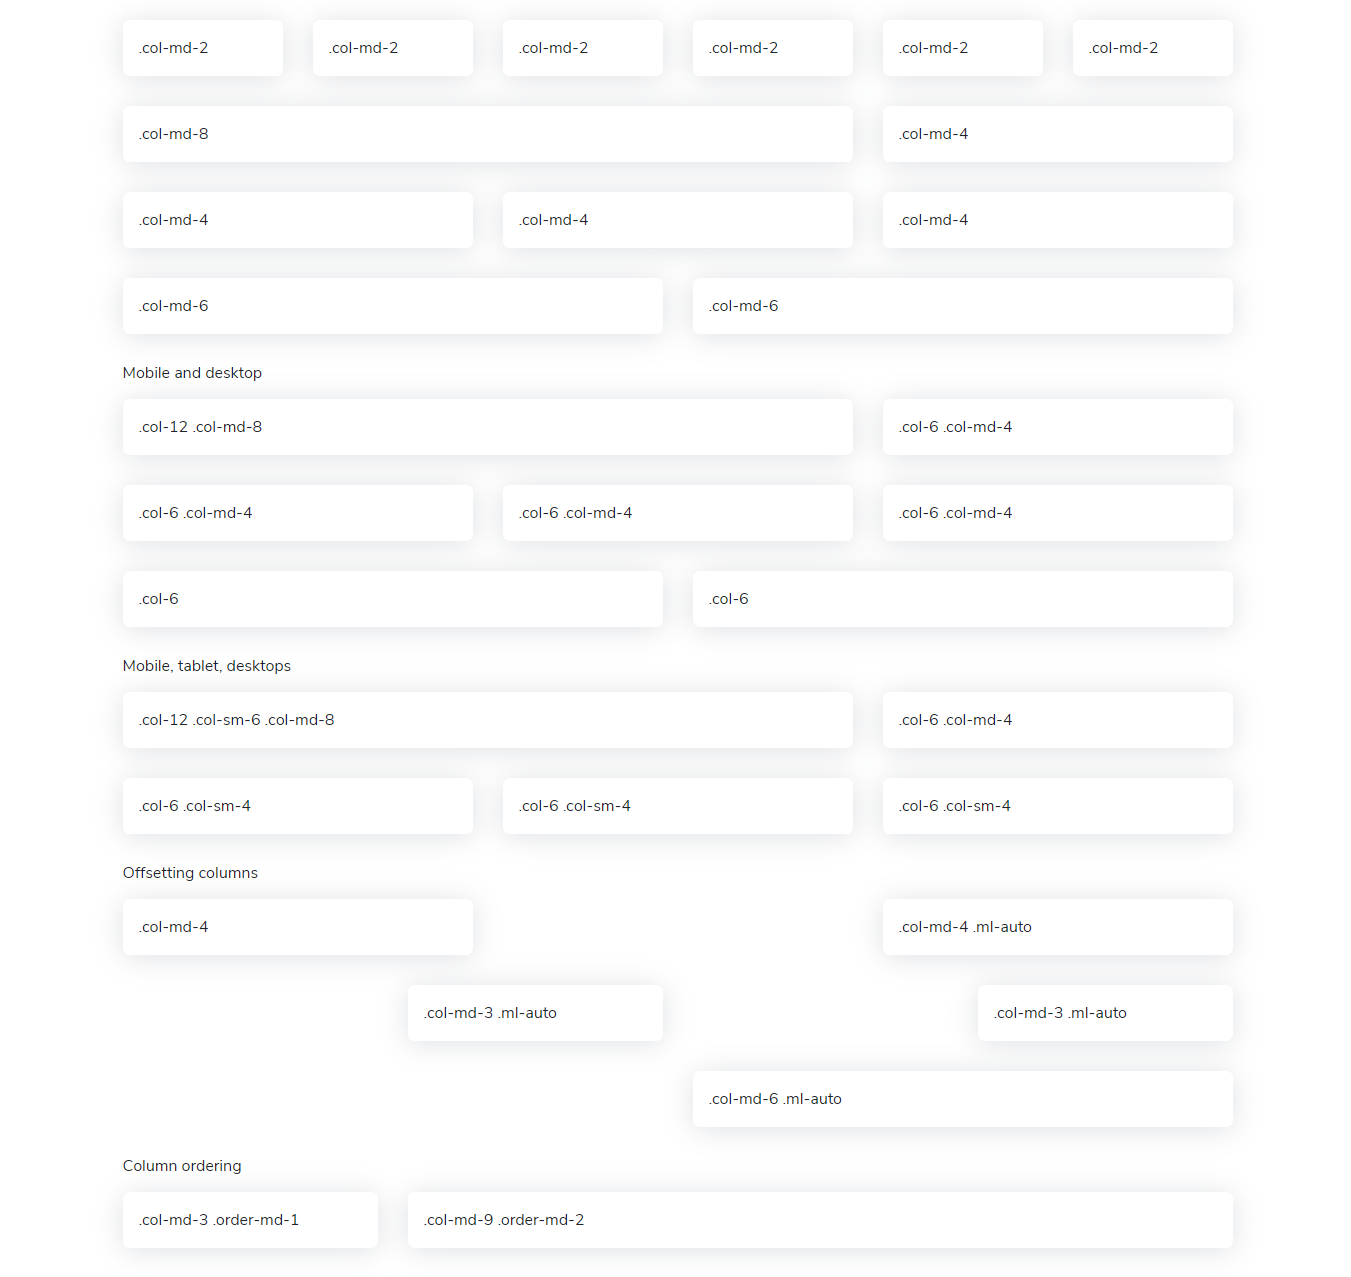 .col-md-2 .col-md-2 .col-md-2 .col-md-2 .col-md-2 .col-md-2
.col-md-8 .col-md-4
.col-md-4 .col-md-4 .col-md-4
.col-md-6 .col-md-6
Mobile and desktop
.col-12 .col-md-8 .col-6 .col-md-4
.col-6 .col-md-4 .col-6 .col-md-4 .col-6 .col-md-4
.col-6 .col-6
Mobile, tablet, desktops
.col-12 .col-sm-6 .col-md-8 .col-6 .col-md-4
.col-6 .col-sm-4 .col-6 .col-sm-4 .col-6 .col-sm-4
Offsetting columns
.col-md-4 .col-md-4 .ml-auto
.col-md-3 .ml-auto .col-md-3 .ml-auto
.col-md-6 .ml-auto
Column ordering
.col-md-3 .order-md-1 .col-md-9 .order-md-2